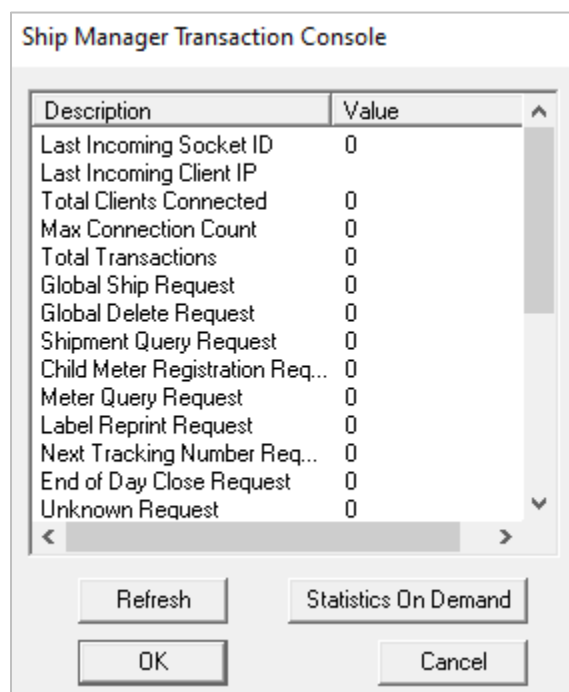 Ship Manager Transaction Console
Description Value
Last Incoming Socket ID 0
Last Incoming Client IP
Total Clients Connected 0
Max Connection Count 0
Total Transactions 0
Global Ship Request 0
Global Delete Request 0
Shipment Query Request 0
Child Meter Registration Req... 0
Meter Query Request 0
Label Reprint Request 0
Next Tracking Number Req... 0
End of Day Close Request 0
Unknown Request 0
Refresh Statistics On Demand
OK Cancel